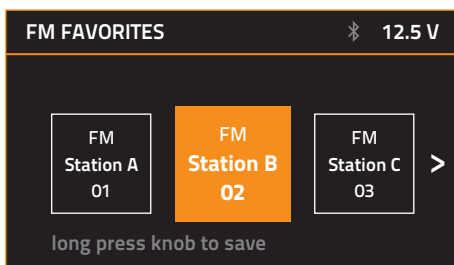 FM FAVORITES 12.5 V
FM
Station A
01
FM
Station B
02
FM
Station C
03
>
long press knob to save